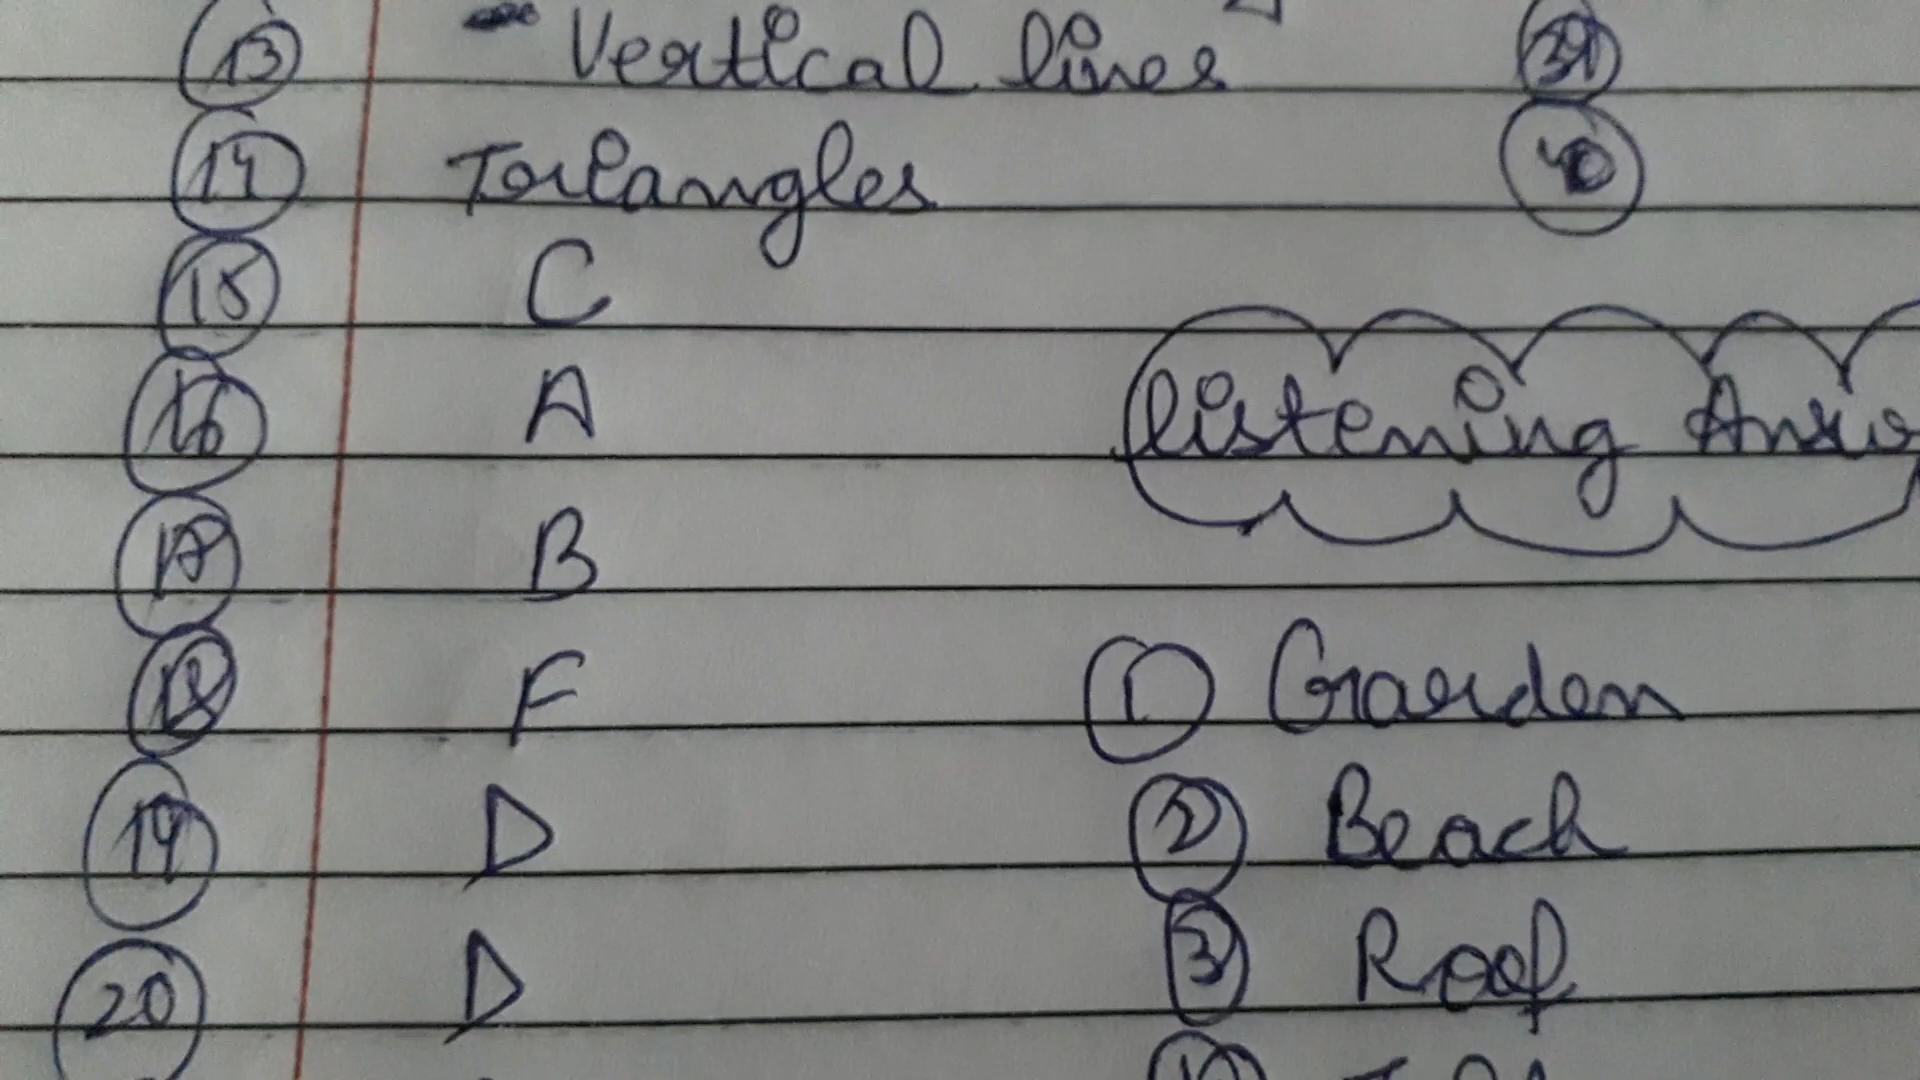 13 Vertical lines
14 Triangles
15 C
16 A
17 B
18 F
19 D
20 D
39
40
Listening
1 Garden
2 Beach
3 Roof